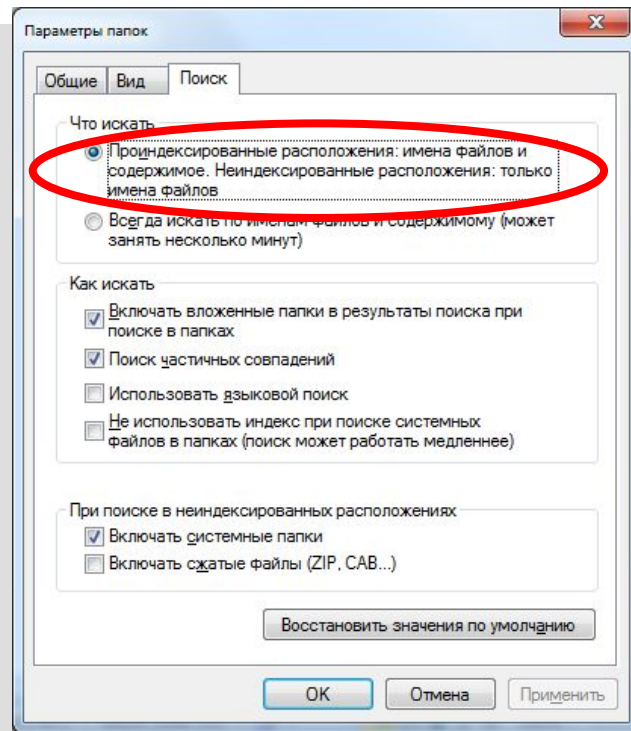 Параметры папок
Общие Вид Поиск
Что искать
Проиндексированные расположения: имена файлов и
содержимое. Неиндексированные расположения: только
имена файлов
Всегда искать по именам файлов и содержимому (может
занять несколько минут)
Как искать
Включать вложенные папки в результаты поиска при
поиске в папках
Поиск частичных совпадений
Использовать языковой поиск
Не использовать индекс при поиске системных
файлов в папках (поиск может работать медленнее)
При поиске в неиндексированных расположениях
Включать системные папки
Включать сжатые файлы (ZIP, CAB...)
Восстановить значения по умолчанию
OK Отмена Применить